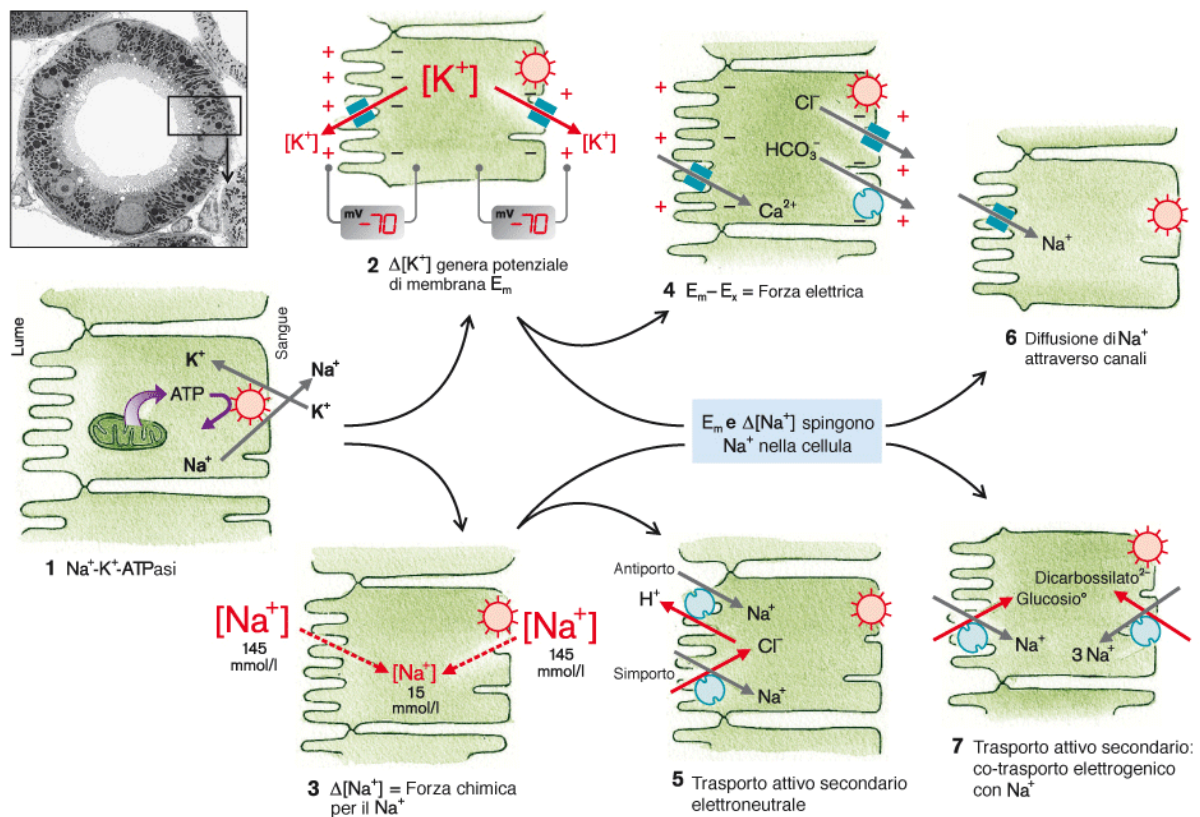 Lume
Sangue
K⁺
ATP
Na⁺
Na⁺
K⁺
1 Na⁺-K⁺-ATPasi
+
+
+
+
+
+
+
−
−
−
−
−
−
[K⁺]
[K⁺]
[K⁺]
mV -70
mV -70
2 Δ[K⁺] genera potenziale
di membrana Eₘ
[Na⁺]
145
mmol/l
[Na⁺]
15
mmol/l
[Na⁺]
145
mmol/l
3 Δ[Na⁺] = Forza chimica
per il Na⁺
+
+
+
+
+
+
+
−
−
−
−
−
−
Cl⁻
HCO₃⁻
Ca²⁺
4 Eₘ– Eₓ = Forza elettrica
Eₘ e Δ[Na⁺] spingono
Na⁺ nella cellula
Antiporto
H⁺
Na⁺
Cl⁻
Simporto
Na⁺
5 Trasporto attivo secondario
elettroneutrale
Na⁺
6 Diffusione di Na⁺
attraverso canali
Dicarbossilato²⁻
Glucosio°
Na⁺
3 Na⁺
7 Trasporto attivo secondario:
co-trasporto elettrogenico
con Na⁺